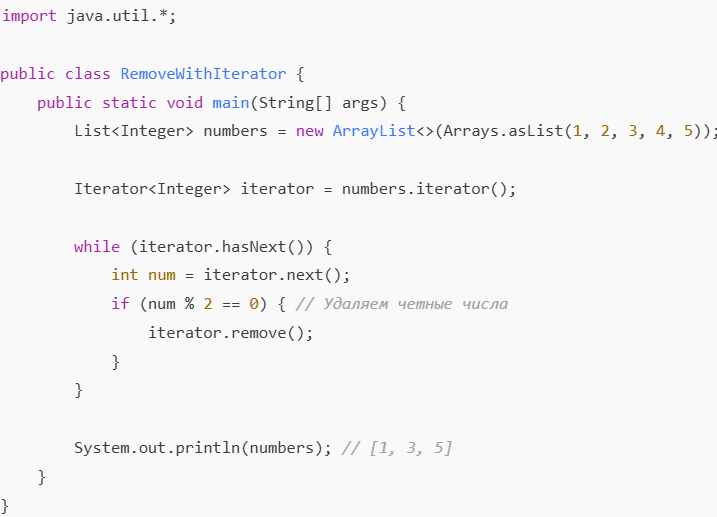 import java.util.*;
public class RemoveWithIterator {
public static void main(String[] args) {
List<Integer> numbers = new ArrayList<>(Arrays.asList(1, 2, 3, 4, 5));
Iterator<Integer> iterator = numbers.iterator();
while (iterator.hasNext()) {
int num = iterator.next();
if (num % 2 == 0) { // Удаляем четные числа
iterator.remove();
}
}
System.out.println(numbers); // [1, 3, 5]
}
}